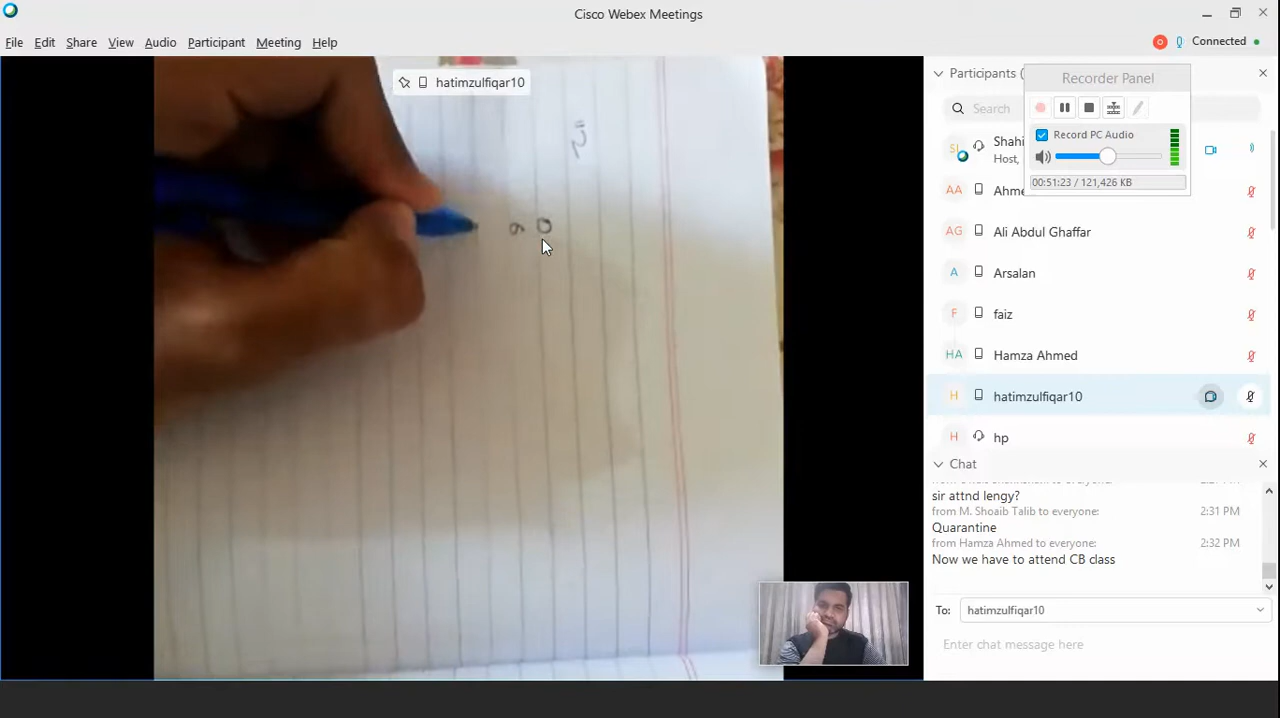 Cisco Webex Meetings
File Edit Share View Audio Participant Meeting Help
Connected
hatimzulfiqar10
Participants (
Recorder Panel
Search
Record PC Audio
00:51:23 / 121,426 KB
Shahi
Host,
AA Ahme
AG Ali Abdul Ghaffar
A Arsalan
F faiz
HA Hamza Ahmed
H hatimzulfiqar10
H hp
Chat
sir attnd lengy?
from M. Shoaib Talib to everyone: 2:31 PM
Quarantine
from Hamza Ahmed to everyone: 2:32 PM
Now we have to attend CB class
To: hatimzulfiqar10
Enter chat message here